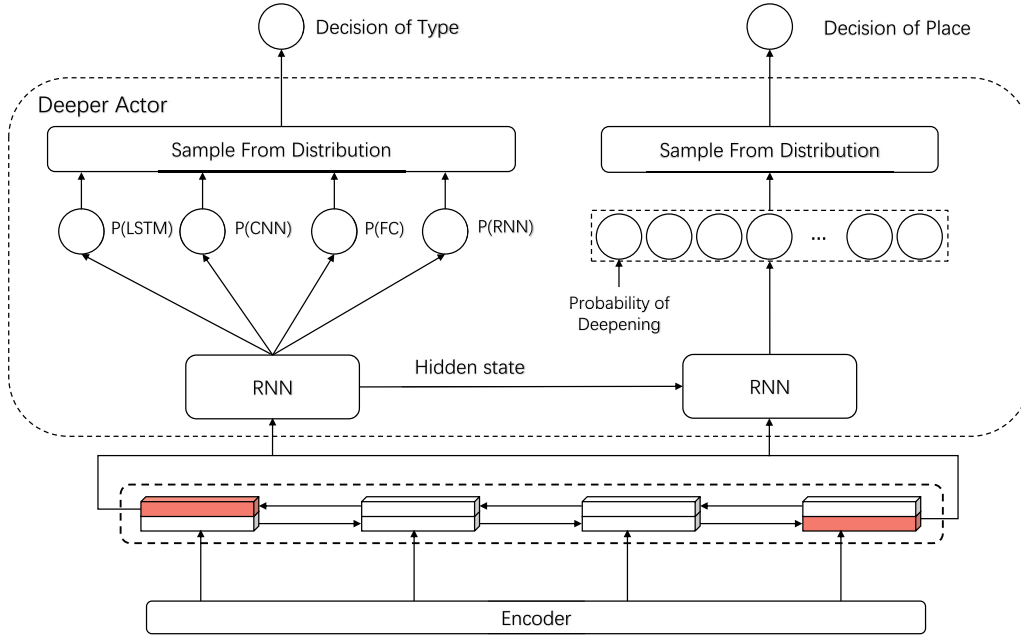 Decision of Type
Decision of Place
Deeper Actor
Sample From Distribution
Sample From Distribution
P(LSTM)
P(CNN)
P(FC)
P(RNN)
...
Probability of
Deepening
RNN
Hidden state
RNN
Encoder